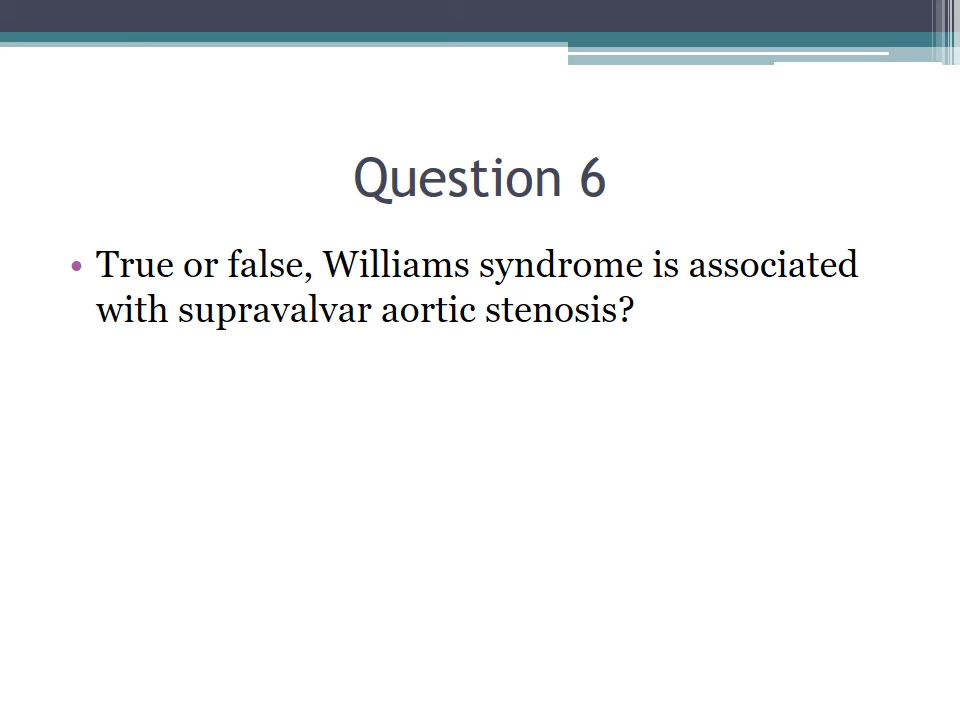 Question 6
• True or false, Williams syndrome is associated
with supravalvar aortic stenosis?